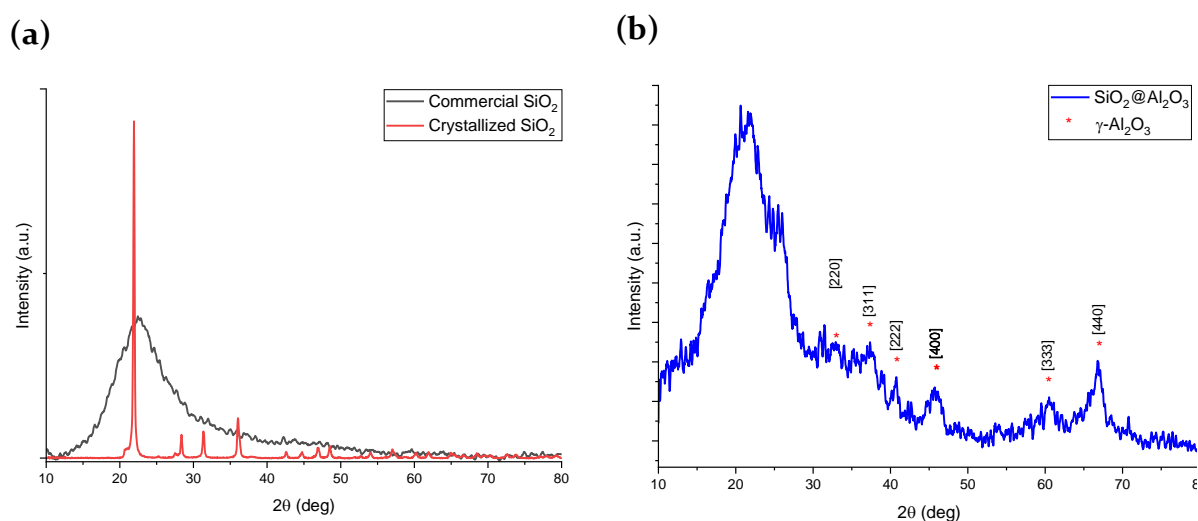 (a)
Commercial SiO₂
Crystallized SiO₂
Intensity (a.u.)
10 20 30 40 50 60 70 80
2θ (deg)
(b)
SiO₂@Al₂O₃
* γ-Al₂O₃
Intensity (a.u.)
[220]
*
[311]
*
[222]
*
[400]
*
[333]
*
[440]
*
10 20 30 40 50 60 70 80
2θ (deg)